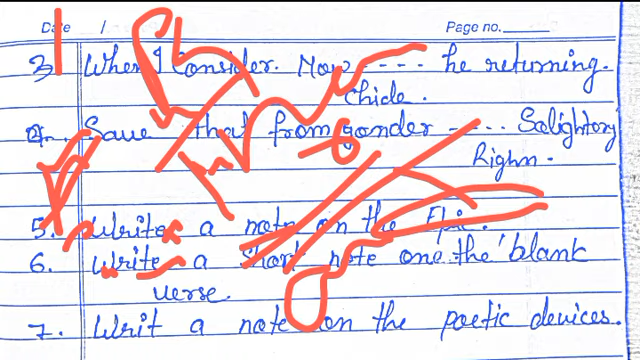 Date / Page no.
3 When I Consider. How ---- he returning.
chide.
4. Save that from yonder ----- Salightory
Righn.
5. Write a note on the Epic.
6. Write a short note one the blank
verse.
7. Writ a note on the poetic devices.